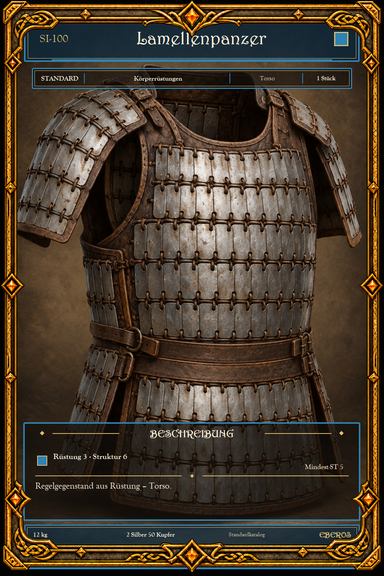 SI-100
Lamellenpanzer
STANDARD Körperrüstungen Torso 1 Stück
BESCHREIBUNG
Rüstung 3 · Struktur 6
Mindest ST 5
Regelgegenstand aus Rüstung – Torso.
12 kg 2 Silber 50 Kupfer Standardkatalog EBEROS